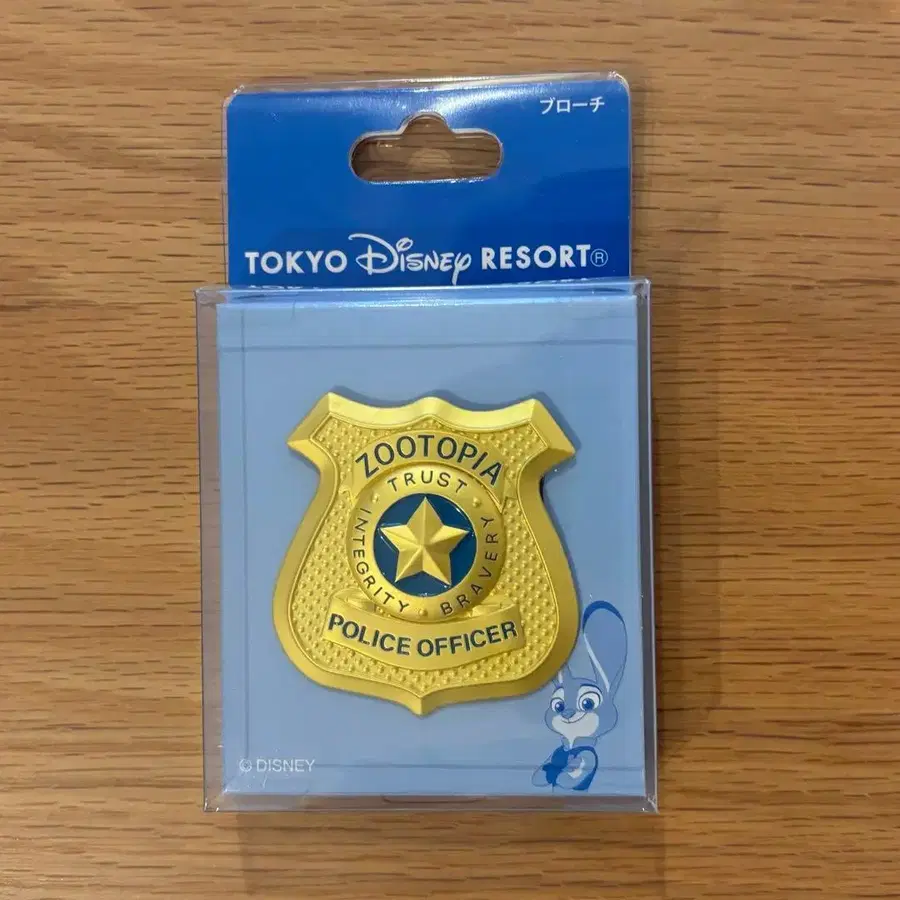 ブローチ
TOKYO Disney RESORT®
ZOOTOPIA
TRUST
INTEGRITY · BRAVERY
POLICE OFFICER
© DISNEY